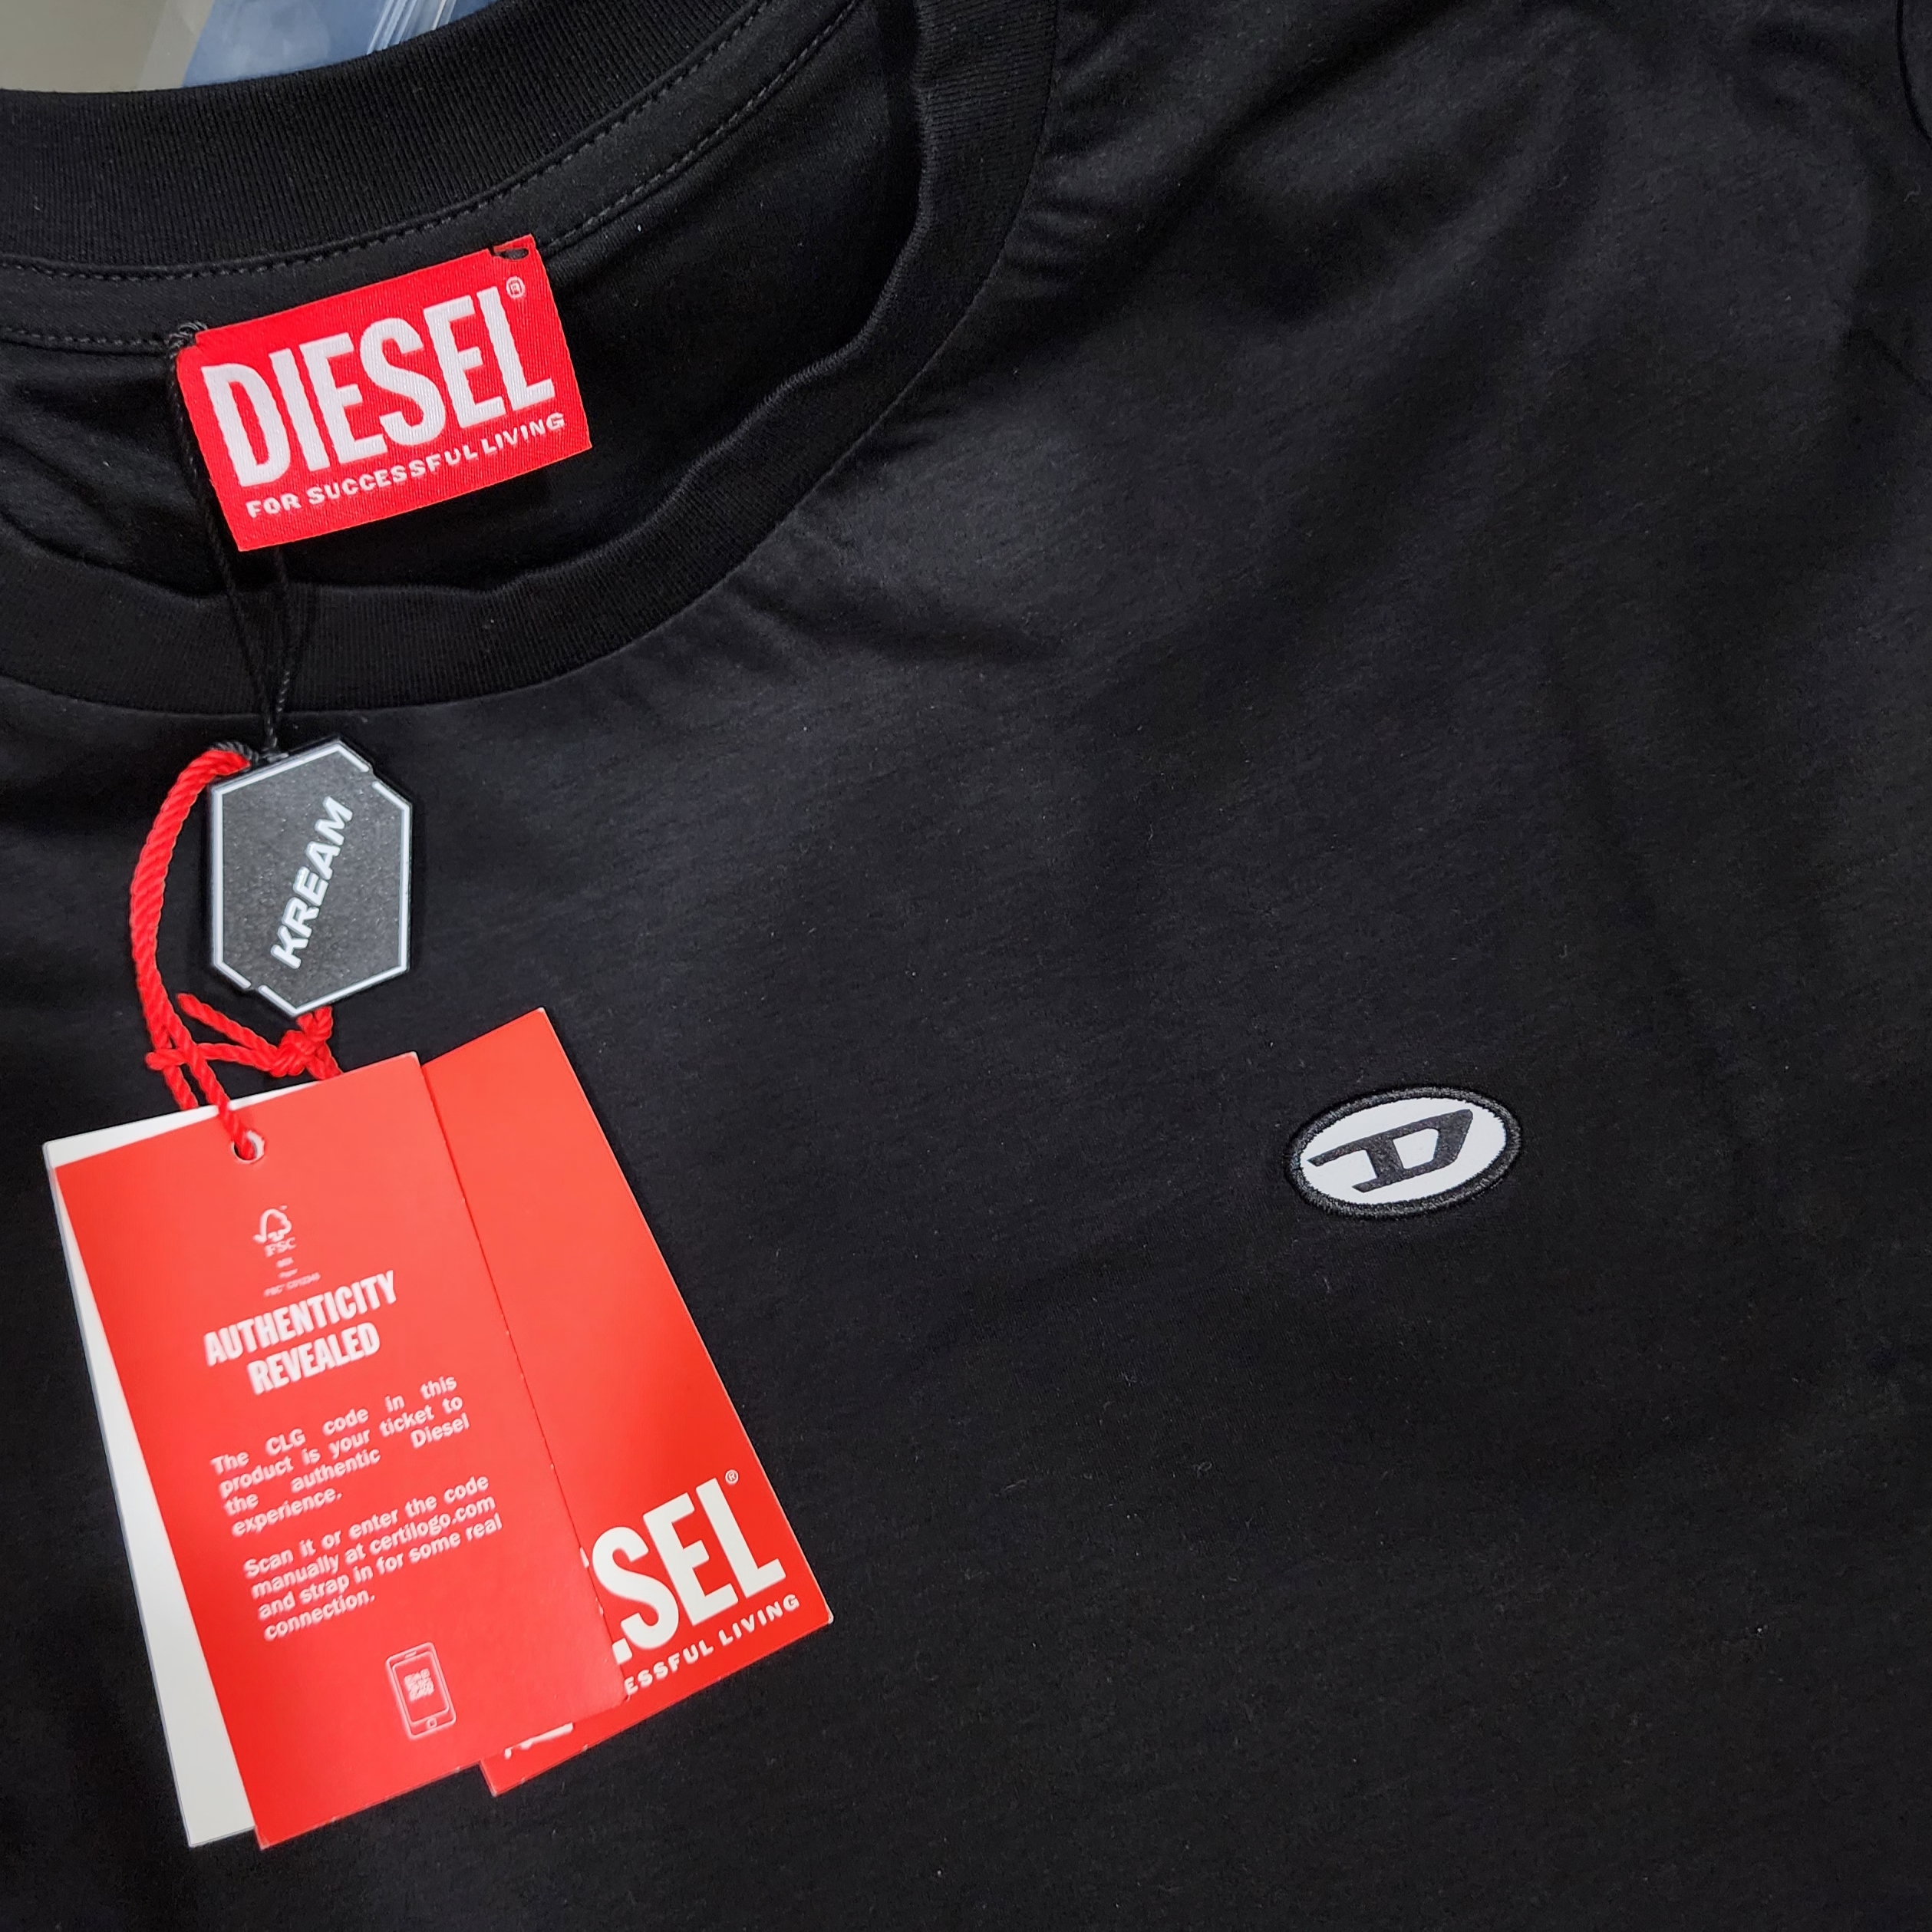 DIESEL®
FOR SUCCESSFUL LIVING
KREAM
FSC
AUTHENTICITY
REVEALED
The CLG code in this
product is your ticket to
the authentic Diesel
experience.
Scan it or enter the code
manually at certilogo.com
and strap in for some real
connection.
SEL®
ESSFUL LIVING
D